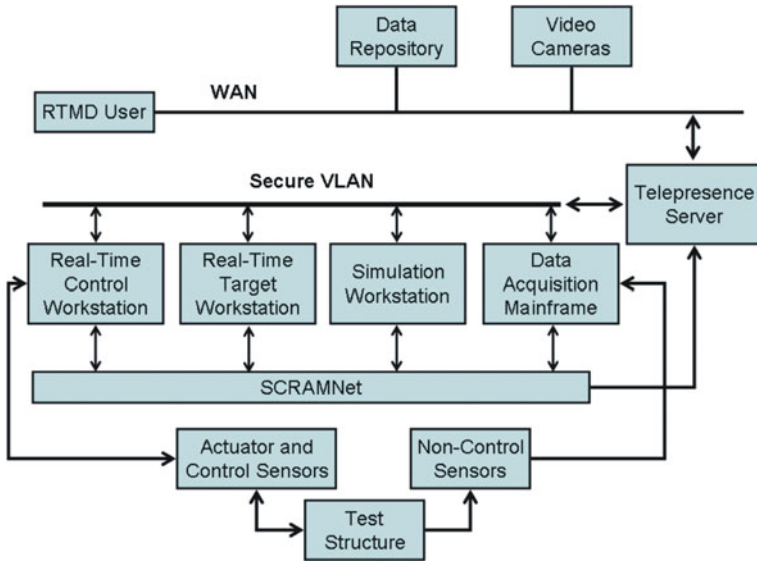 Data
Repository
Video
Cameras
WAN
RTMD User
Secure VLAN
Telepresence
Server
Real-Time
Control
Workstation
Real-Time
Target
Workstation
Simulation
Workstation
Data
Acquisition
Mainframe
SCRAMNet
Actuator and
Control Sensors
Non-Control
Sensors
Test
Structure